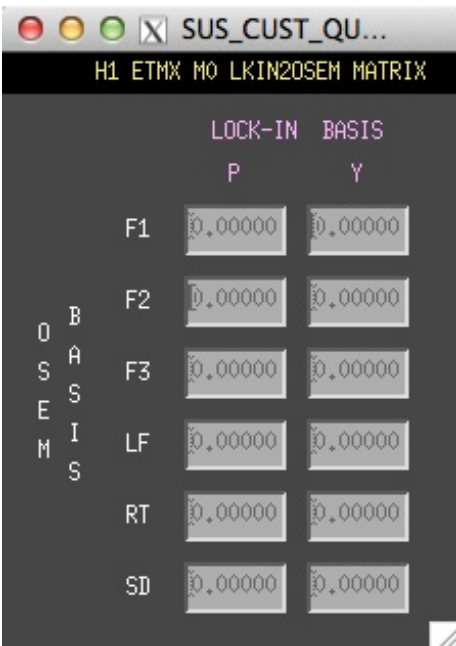 X SUS_CUST_QU...
H1 ETMX M0 LKIN2OSEM MATRIX
LOCK-IN BASIS
P Y
F1 0.00000 0.00000
F2 0.00000 0.00000
F3 0.00000 0.00000
LF 0.00000 0.00000
RT 0.00000 0.00000
SD 0.00000 0.00000
OSEM
BASIS